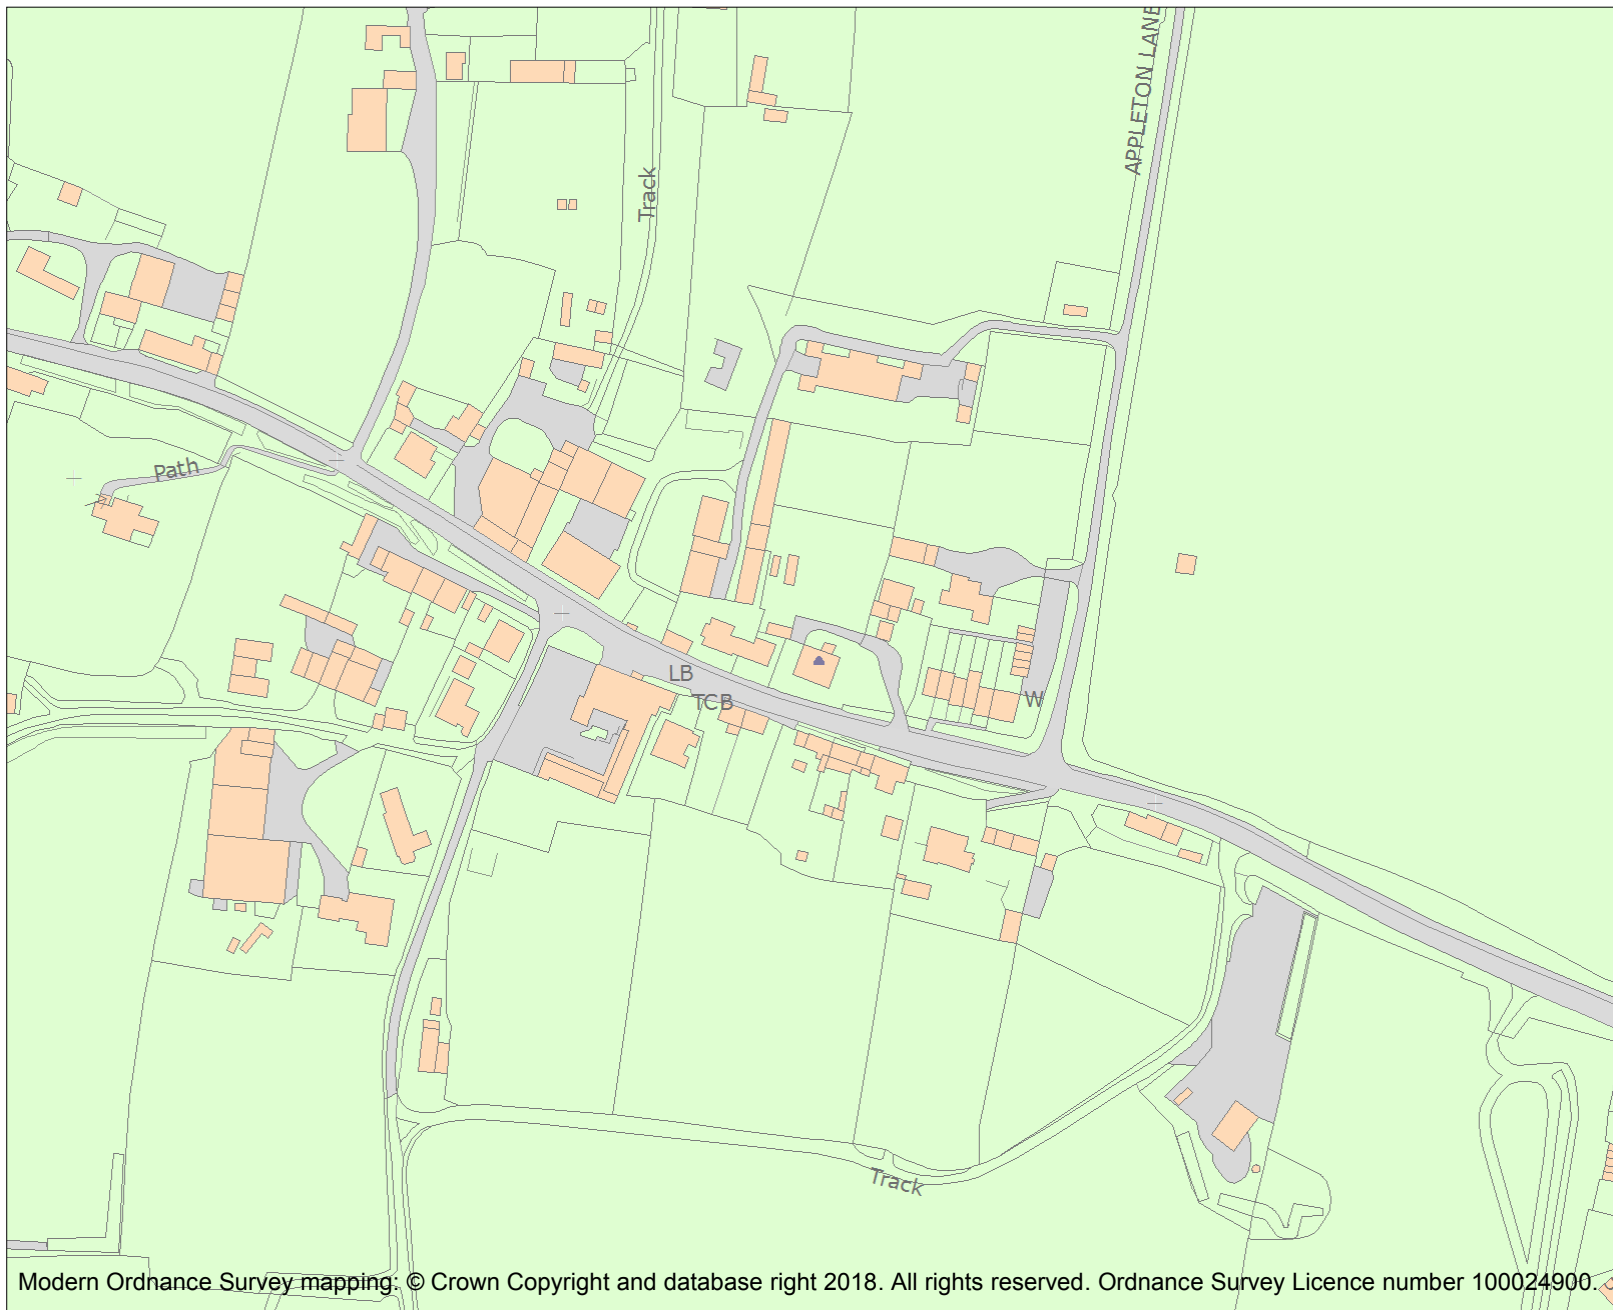 APPLETON LANE
Track
Path
LB
TCB
W
Track
Modern Ordnance Survey mapping: © Crown Copyright and database right 2018. All rights reserved. Ordnance Survey Licence number 100024900.